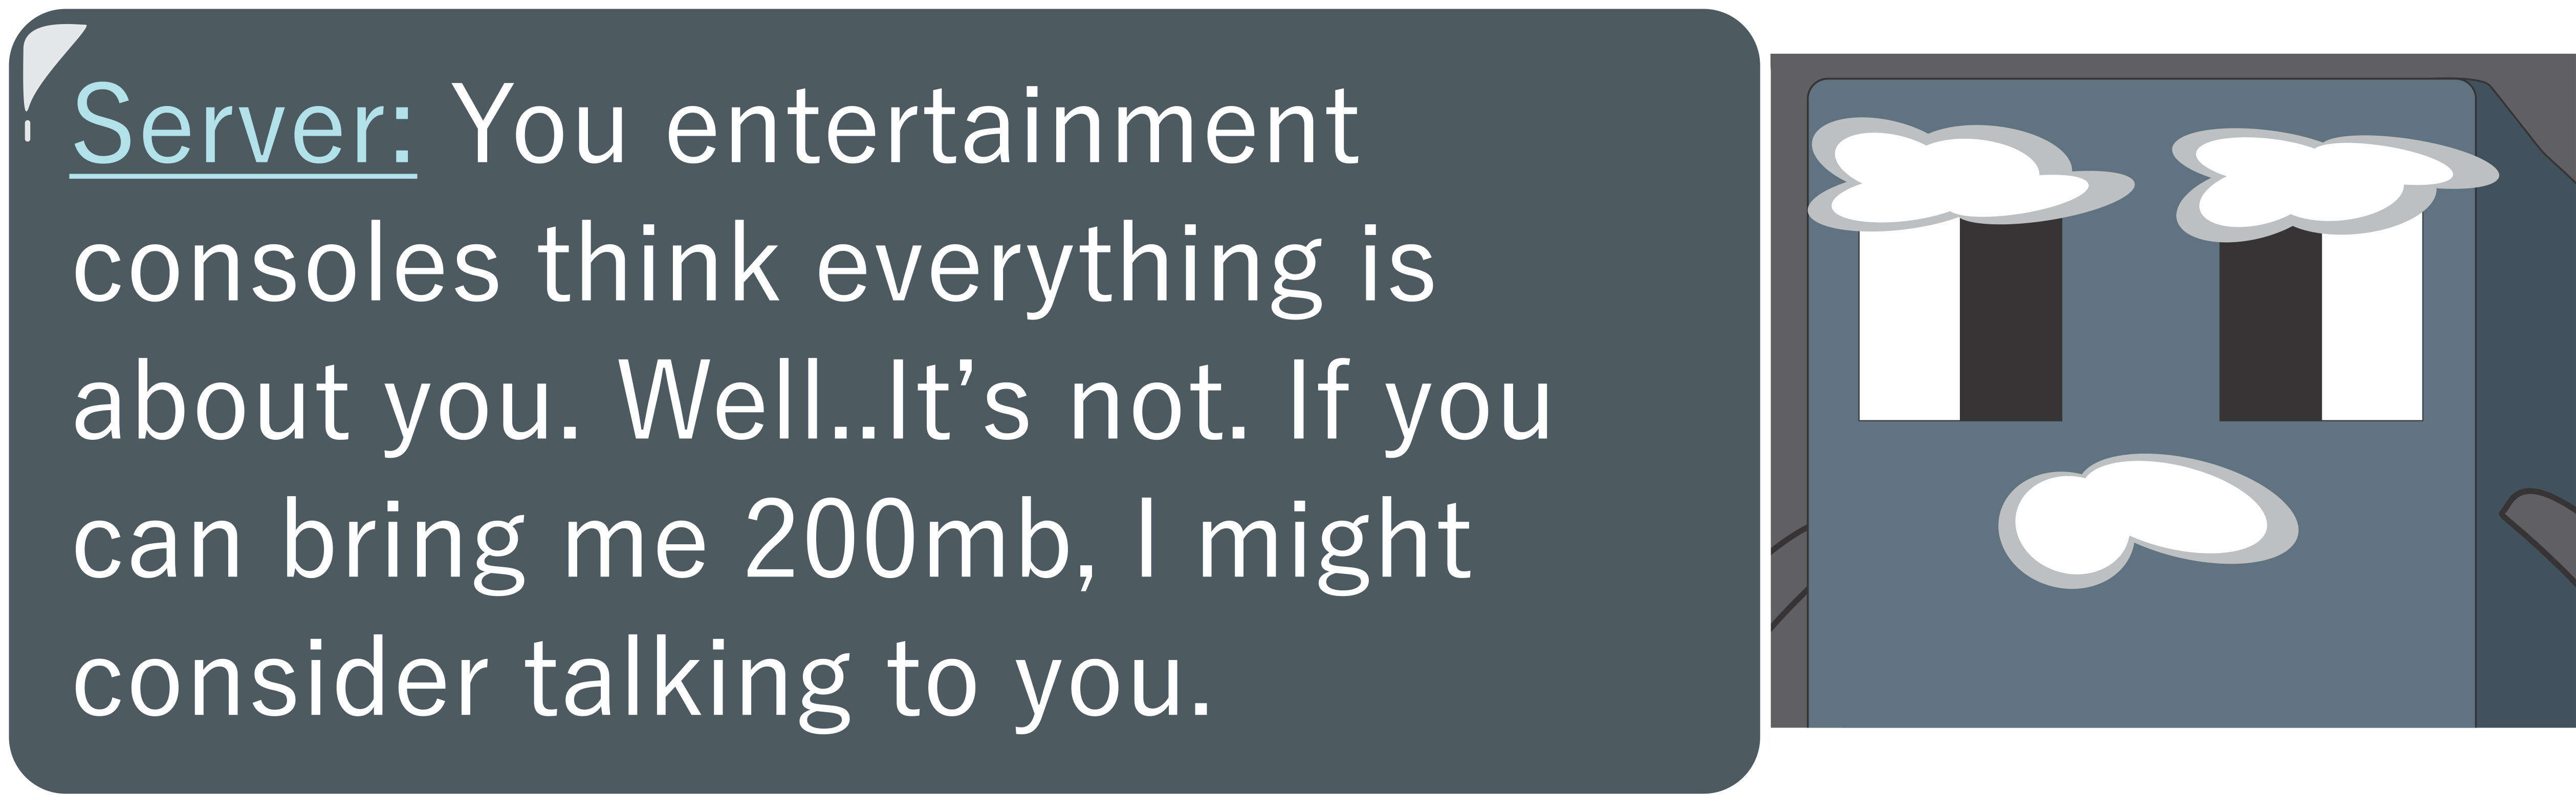 Server: You entertainment
consoles think everything is
about you. Well..It’s not. If you
can bring me 200mb, I might
consider talking to you.